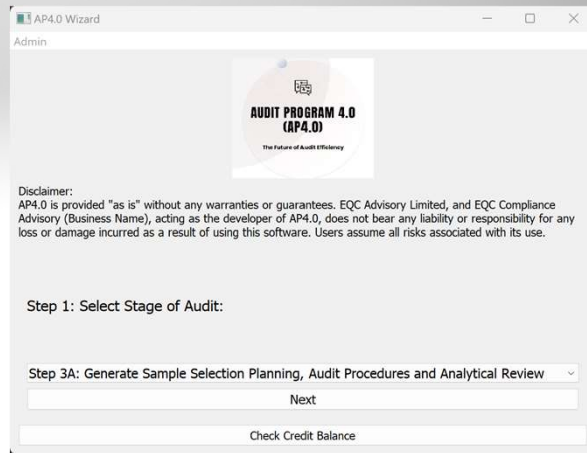 AP4.0 Wizard
Admin
AUDIT PROGRAM 4.0
(AP4.0)
The Future of Audit Efficiency
Disclaimer:
AP4.0 is provided "as is" without any warranties or guarantees. EQC Advisory Limited, and EQC Compliance
Advisory (Business Name), acting as the developer of AP4.0, does not bear any liability or responsibility for any
loss or damage incurred as a result of using this software. Users assume all risks associated with its use.
Step 1: Select Stage of Audit:
Step 3A: Generate Sample Selection Planning, Audit Procedures and Analytical Review
Next
Check Credit Balance